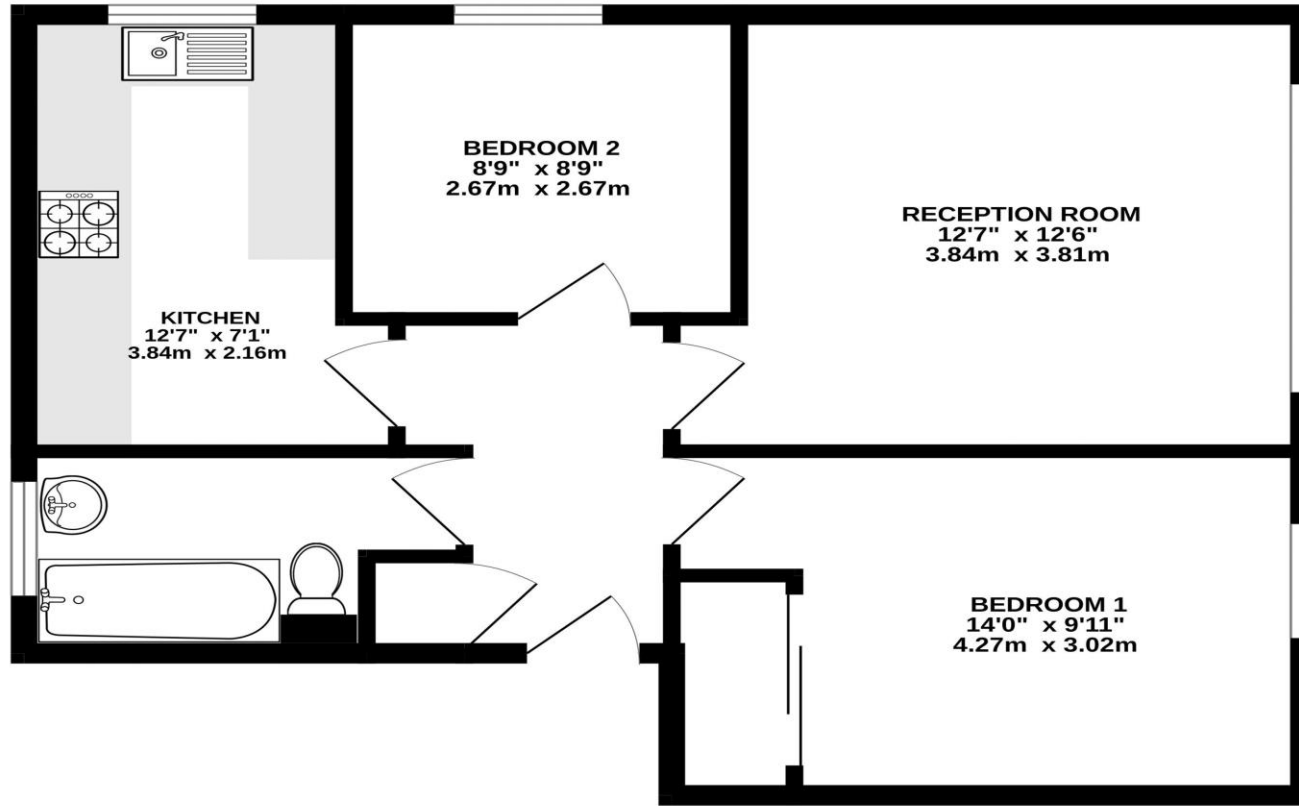 BEDROOM 2
8'9" x 8'9"
2.67m x 2.67m
RECEPTION ROOM
12'7" x 12'6"
3.84m x 3.81m
KITCHEN
12'7" x 7'1"
3.84m x 2.16m
BEDROOM 1
14'0" x 9'11"
4.27m x 3.02m